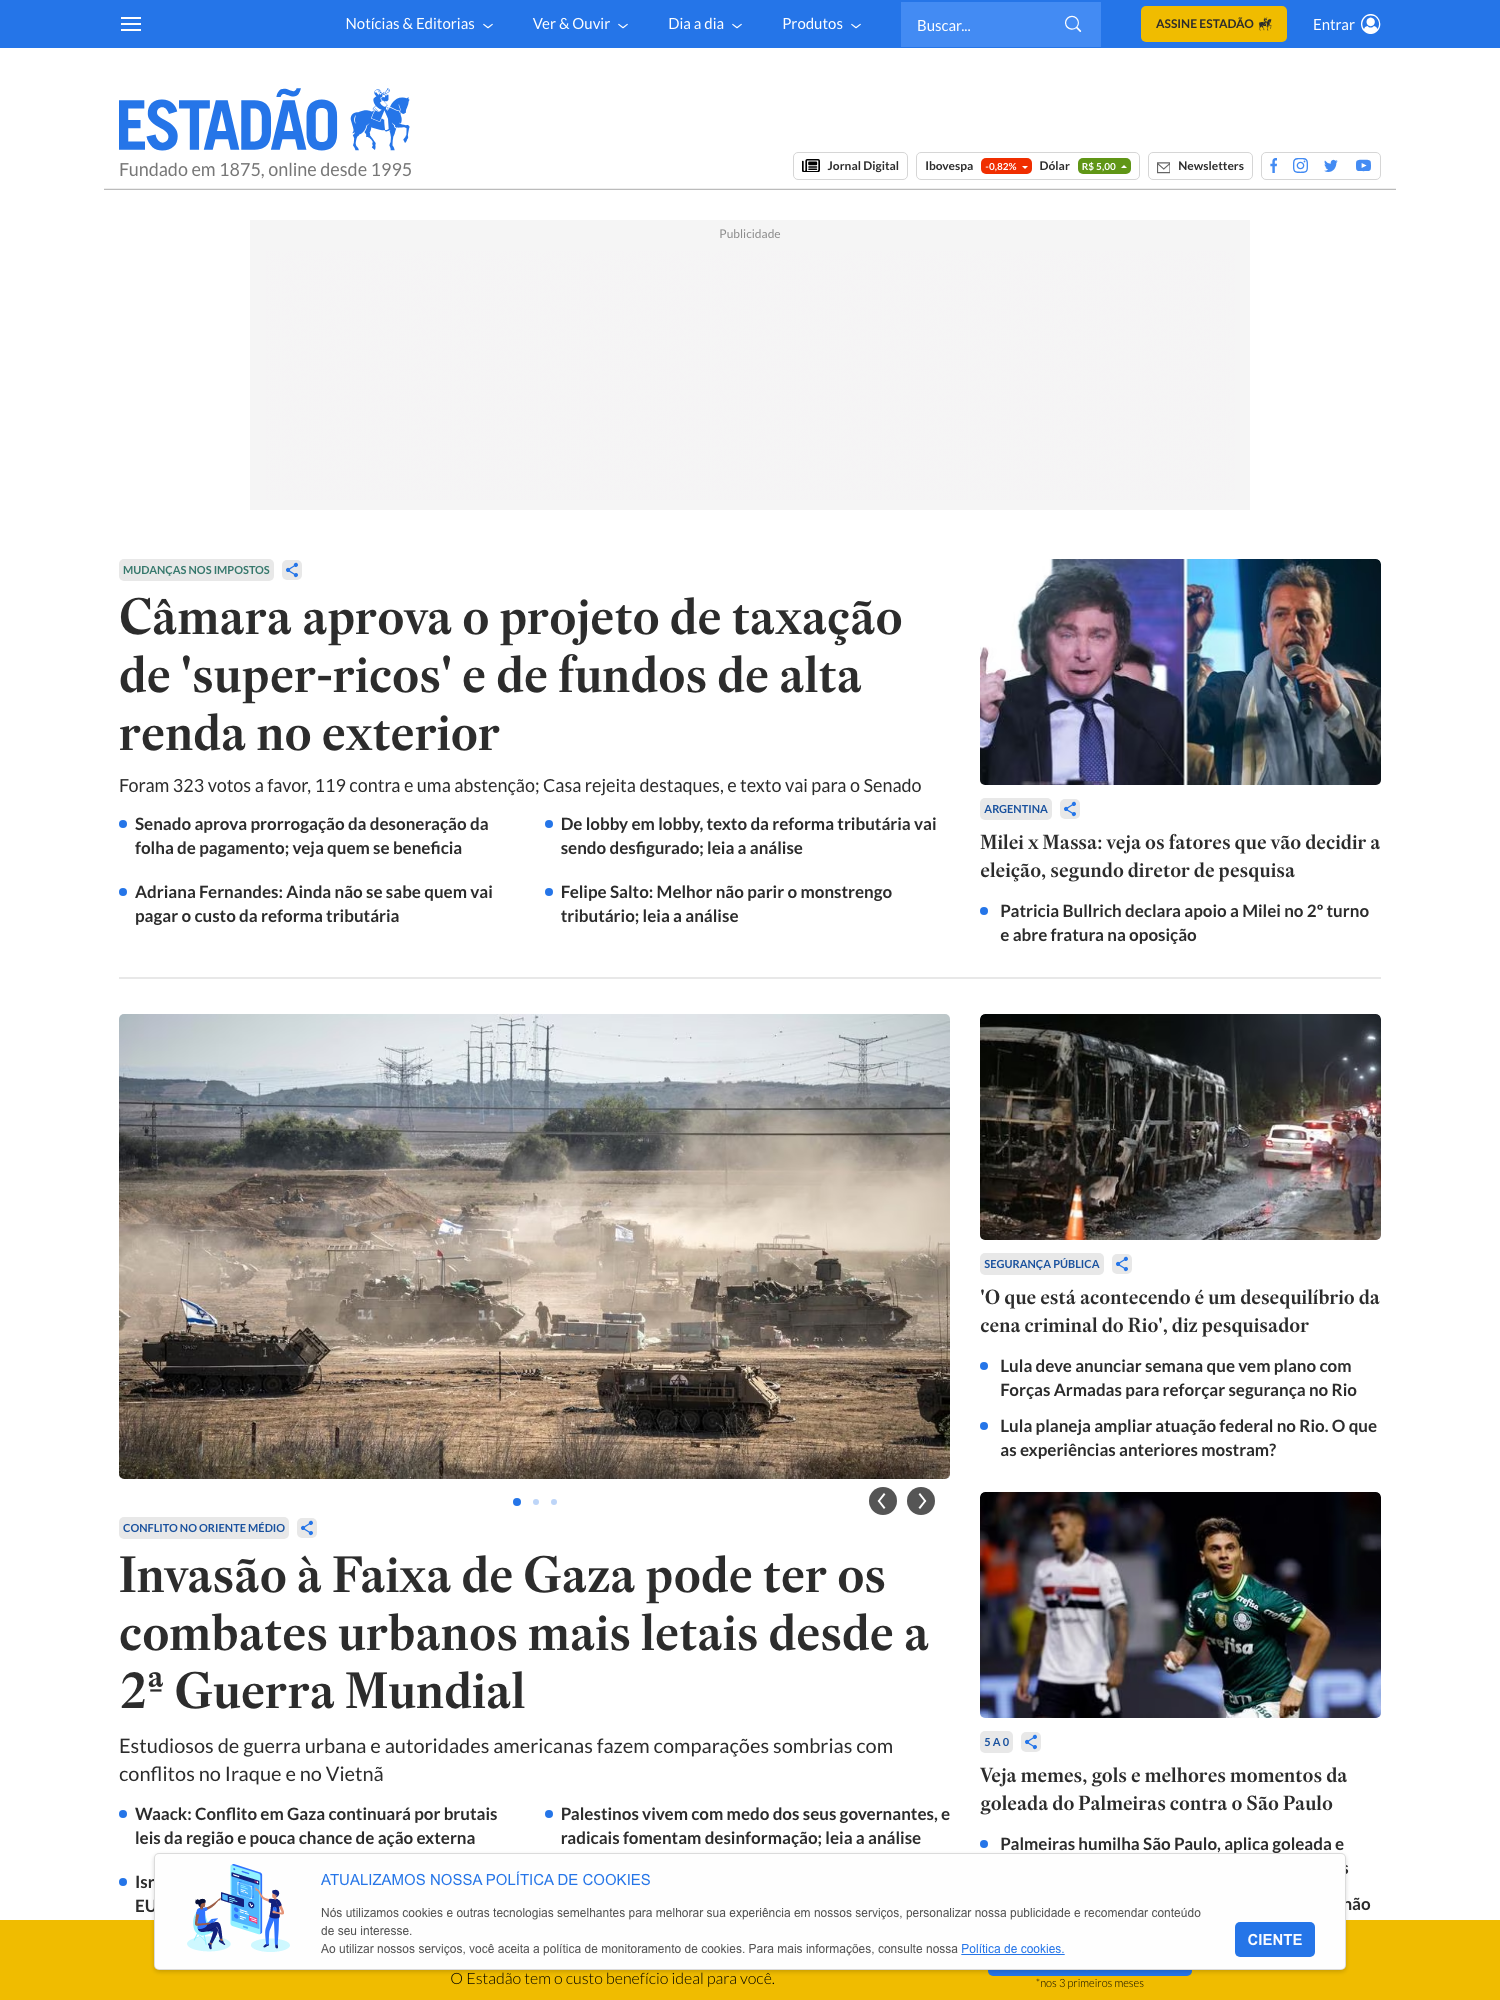 Notícias & Editorias
Ver & Ouvir
Dia a dia
Produtos
Buscar...
ASSINE ESTADÃO
Entrar
ESTADÃO
Fundado em 1875, online desde 1995
Jornal Digital
Ibovespa -0,82% Dólar R$ 5,00
Newsletters
Publicidade
MUDANÇAS NOS IMPOSTOS
Câmara aprova o projeto de taxação
de 'super-ricos' e de fundos de alta
renda no exterior
Foram 323 votos a favor, 119 contra e uma abstenção; Casa rejeita destaques, e texto vai para o Senado
Senado aprova prorrogação da desoneração da
folha de pagamento; veja quem se beneficia
De lobby em lobby, texto da reforma tributária vai
sendo desfigurado; leia a análise
Adriana Fernandes: Ainda não se sabe quem vai
pagar o custo da reforma tributária
Felipe Salto: Melhor não parir o monstrengo
tributário; leia a análise
ARGENTINA
Milei x Massa: veja os fatores que vão decidir a
eleição, segundo diretor de pesquisa
Patricia Bullrich declara apoio a Milei no 2º turno
e abre fratura na oposição
11
1
1
CONFLITO NO ORIENTE MÉDIO
Invasão à Faixa de Gaza pode ter os
combates urbanos mais letais desde a
2ª Guerra Mundial
Estudiosos de guerra urbana e autoridades americanas fazem comparações sombrias com
conflitos no Iraque e no Vietnã
Waack: Conflito em Gaza continuará por brutais
leis da região e pouca chance de ação externa
Palestinos vivem com medo dos seus governantes, e
radicais fomentam desinformação; leia a análise
Isr
EU
SEGURANÇA PÚBLICA
'O que está acontecendo é um desequilíbrio da
cena criminal do Rio', diz pesquisador
Lula deve anunciar semana que vem plano com
Forças Armadas para reforçar segurança no Rio
Lula planeja ampliar atuação federal no Rio. O que
as experiências anteriores mostram?
crefisa
crefisa
crefisa
5 A 0
Veja memes, gols e melhores momentos da
goleada do Palmeiras contra o São Paulo
Palmeiras humilha São Paulo, aplica goleada e
s
não
ATUALIZAMOS NOSSA POLÍTICA DE COOKIES
Nós utilizamos cookies e outras tecnologias semelhantes para melhorar sua experiência em nossos serviços, personalizar nossa publicidade e recomendar conteúdo
de seu interesse.
Ao utilizar nossos serviços, você aceita a política de monitoramento de cookies. Para mais informações, consulte nossa Política de cookies.
CIENTE
O Estadão tem o custo benefício ideal para você.
*nos 3 primeiros meses